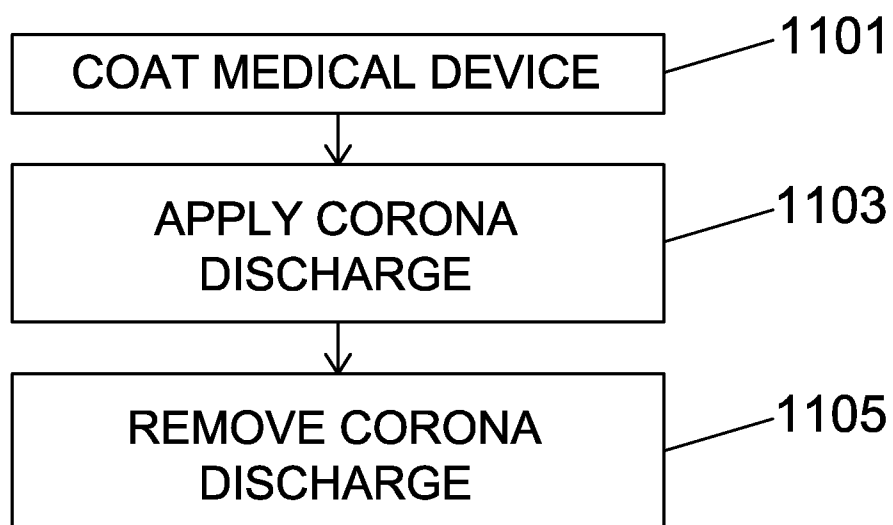 COAT MEDICAL DEVICE
1101
APPLY CORONA
DISCHARGE
1103
REMOVE CORONA
DISCHARGE
1105